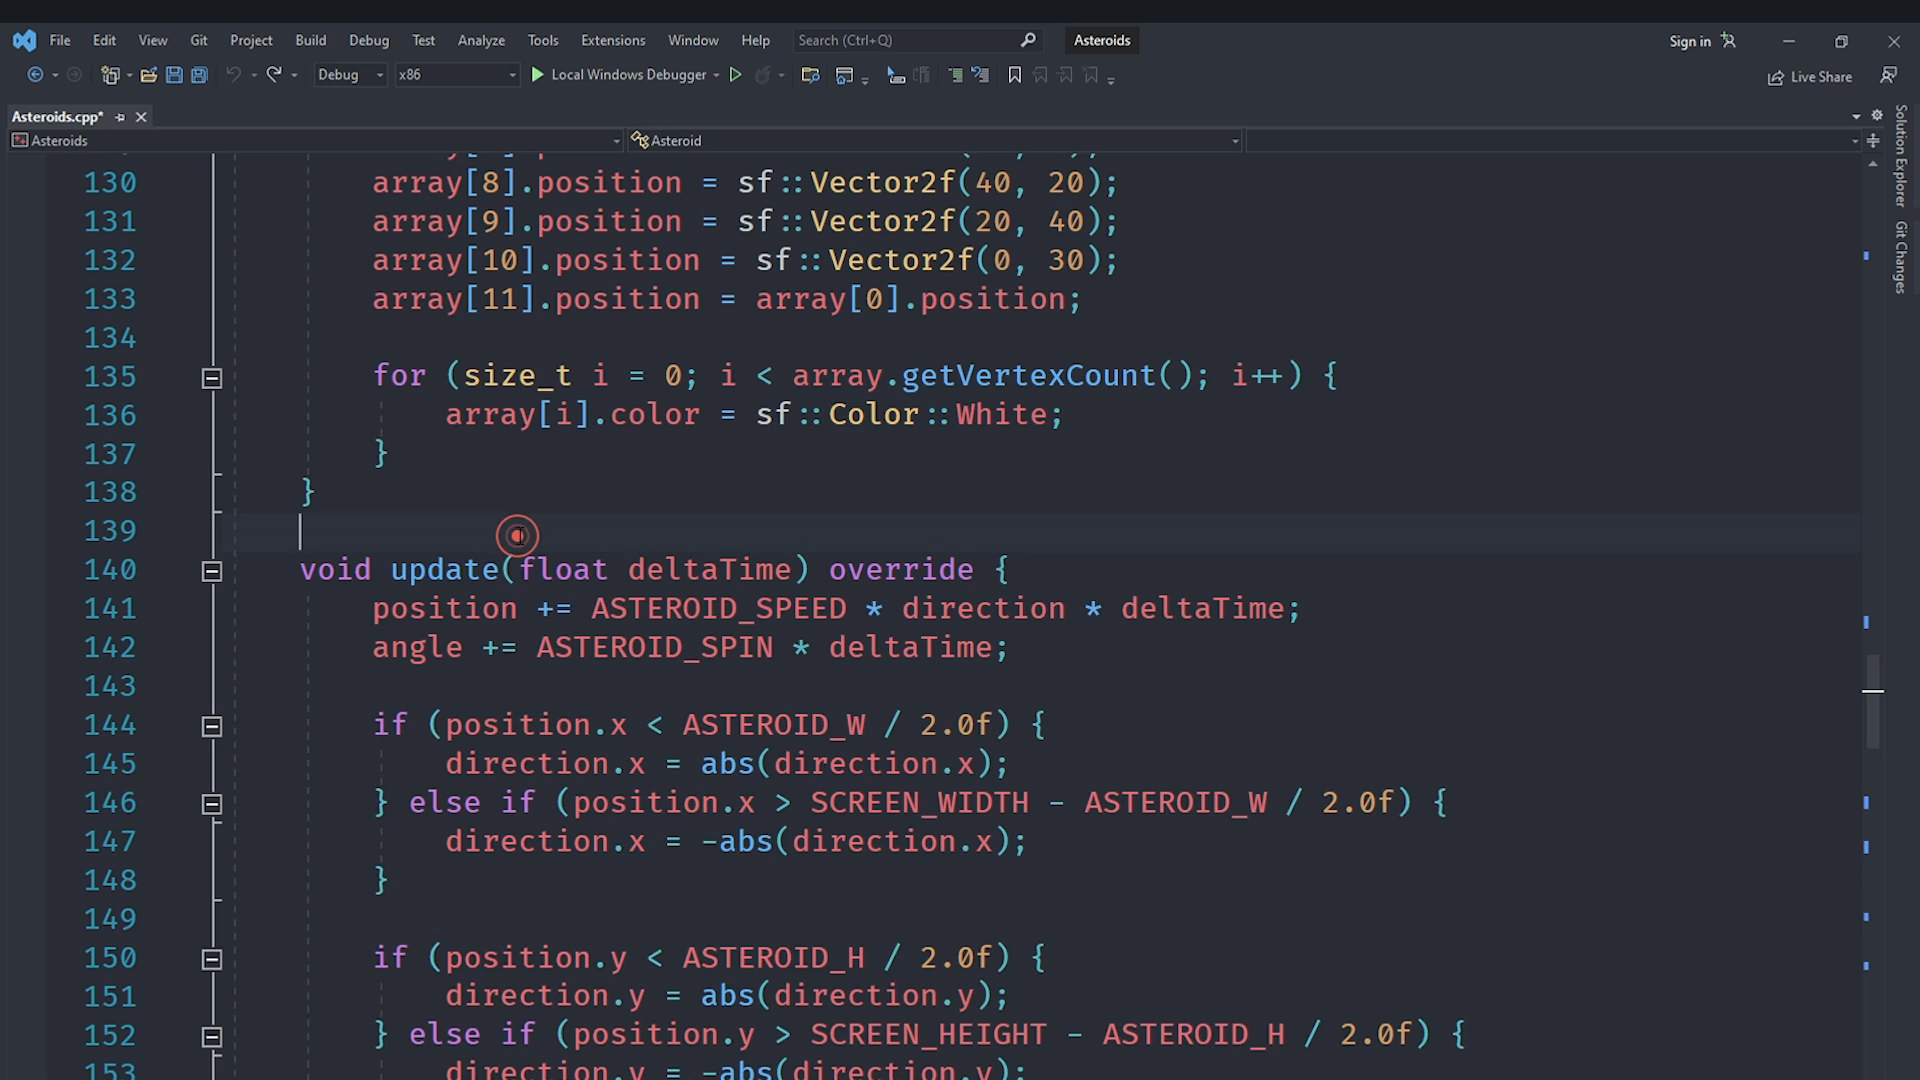 File Edit View Git Project Build Debug Test Analyze Tools Extensions Window Help Search (Ctrl+Q) Asteroids Sign in
Debug x86 Local Windows Debugger Live Share
Asteroids.cpp*
Asteroids Asteroid
Solution Explorer
Git Changes
130 array[8].position = sf::Vector2f(40, 20);
131 array[9].position = sf::Vector2f(20, 40);
132 array[10].position = sf::Vector2f(0, 30);
133 array[11].position = array[0].position;
134
135 for (size_t i = 0; i < array.getVertexCount(); i++) {
136 array[i].color = sf::Color::White;
137 }
138 }
139
140 void update(float deltaTime) override {
141 position += ASTEROID_SPEED * direction * deltaTime;
142 angle += ASTEROID_SPIN * deltaTime;
143
144 if (position.x < ASTEROID_W / 2.0f) {
145 direction.x = abs(direction.x);
146 } else if (position.x > SCREEN_WIDTH - ASTEROID_W / 2.0f) {
147 direction.x = -abs(direction.x);
148 }
149
150 if (position.y < ASTEROID_H / 2.0f) {
151 direction.y = abs(direction.y);
152 } else if (position.y > SCREEN_HEIGHT - ASTEROID_H / 2.0f) {
153 direction.y = -abs(direction.y);